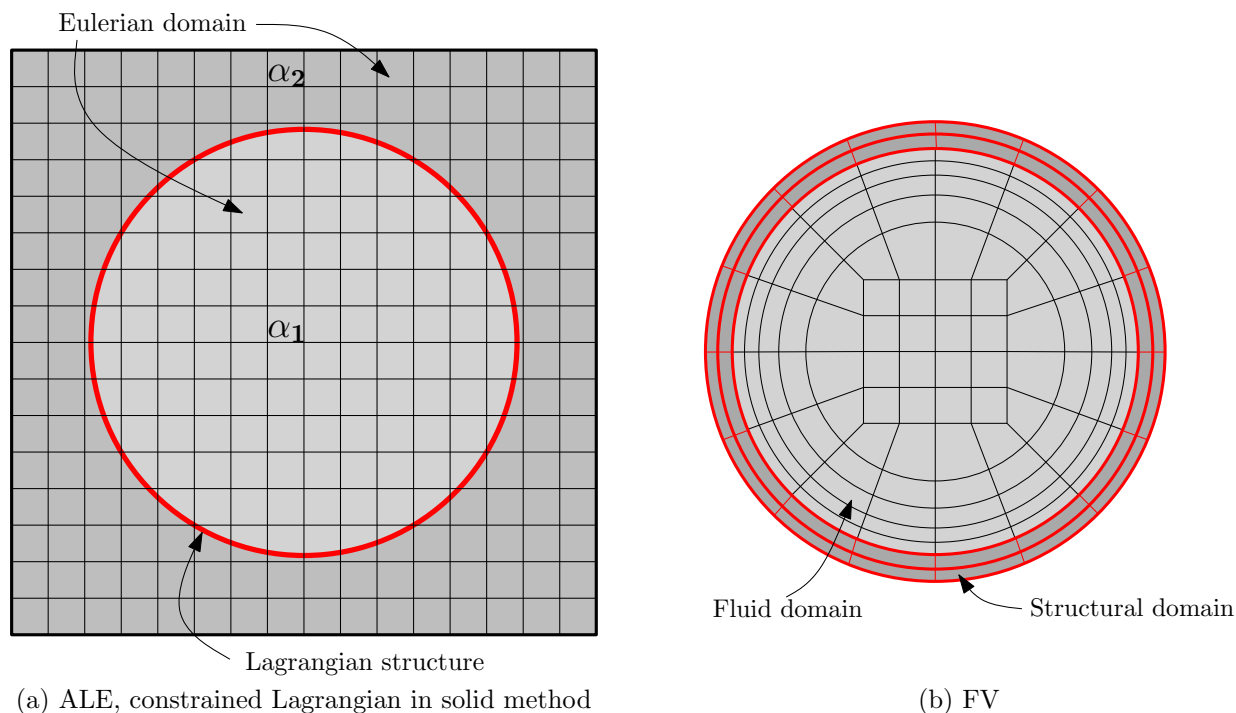 Eulerian domain
α₂
α₁
Lagrangian structure
(a) ALE, constrained Lagrangian in solid method
Fluid domain
Structural domain
(b) FV